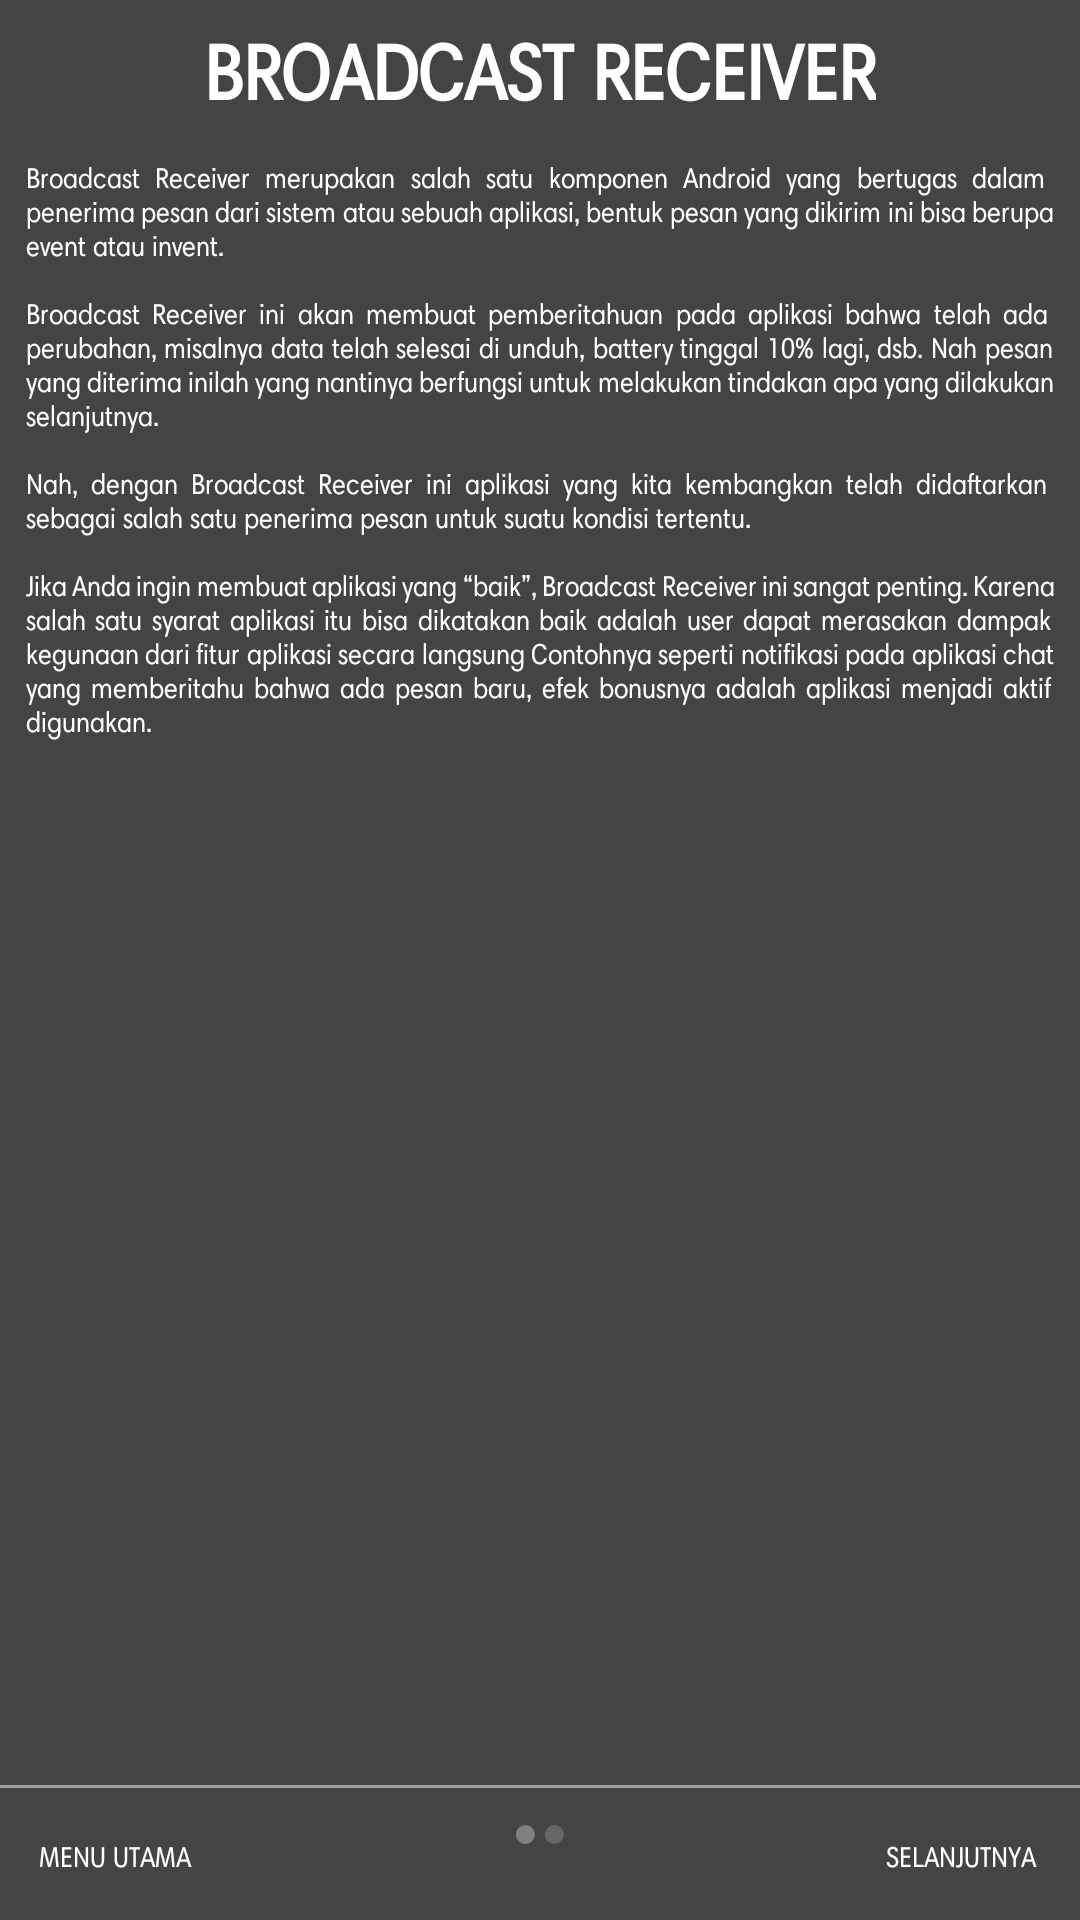 BROADCAST RECEIVER
Broadcast Receiver merupakan salah satu komponen Android yang bertugas dalam
penerima pesan dari sistem atau sebuah aplikasi, bentuk pesan yang dikirim ini bisa berupa
event atau invent.
Broadcast Receiver ini akan membuat pemberitahuan pada aplikasi bahwa telah ada
perubahan, misalnya data telah selesai di unduh, battery tinggal 10% lagi, dsb. Nah pesan
yang diterima inilah yang nantinya berfungsi untuk melakukan tindakan apa yang dilakukan
selanjutnya.
Nah, dengan Broadcast Receiver ini aplikasi yang kita kembangkan telah didaftarkan
sebagai salah satu penerima pesan untuk suatu kondisi tertentu.
Jika Anda ingin membuat aplikasi yang “baik”, Broadcast Receiver ini sangat penting. Karena
salah satu syarat aplikasi itu bisa dikatakan baik adalah user dapat merasakan dampak
kegunaan dari fitur aplikasi secara langsung Contohnya seperti notifikasi pada aplikasi chat
yang memberitahu bahwa ada pesan baru, efek bonusnya adalah aplikasi menjadi aktif
digunakan.
MENU UTAMA
SELANJUTNYA